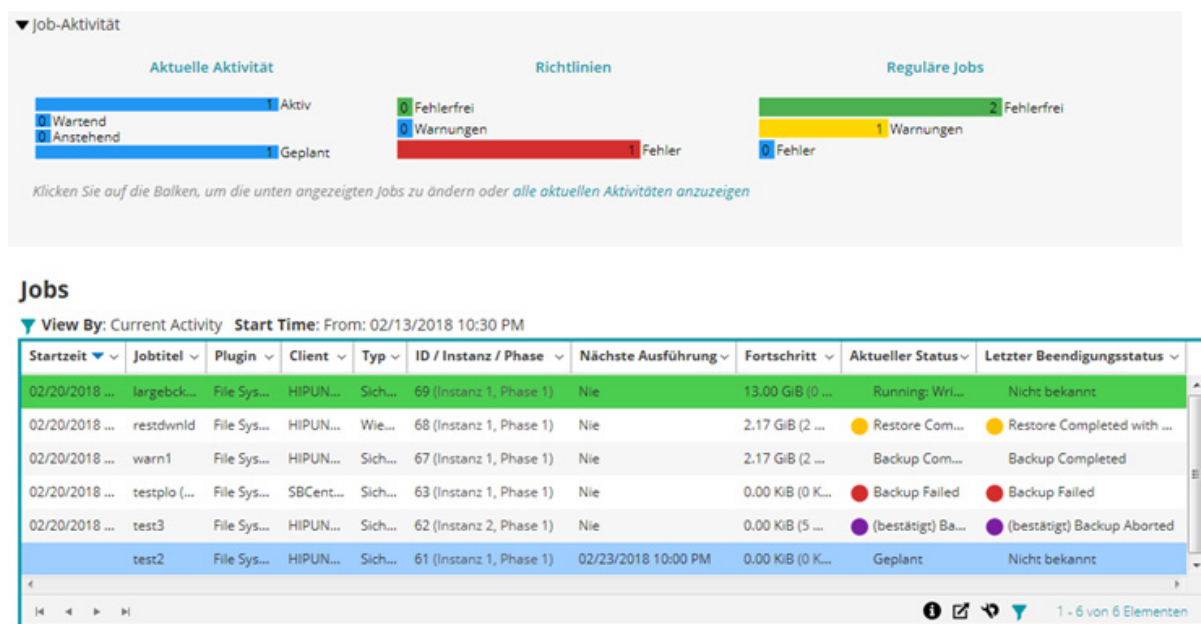 Job-Aktivität
Aktuelle Aktivität Richtlinien Reguläre Jobs
1 Aktiv
0 Wartend
0 Anstehend
1 Geplant
0 Fehlerfrei
0 Warnungen
1 Fehler
2 Fehlerfrei
1 Warnungen
0 Fehler
Klicken Sie auf die Balken, um die unten angezeigten Jobs zu ändern oder alle aktuellen Aktivitäten anzuzeigen
Jobs
View By: Current Activity Start Time: From: 02/13/2018 10:30 PM
Startzeit Jobtitel Plugin Client Typ ID / Instanz / Phase Nächste Ausführung Fortschritt Aktueller Status Letzter Beendigungsstatus
02/20/2018 ... largebck... File Sys... HIPUN... Sich... 69 (Instanz 1, Phase 1) Nie 13.00 GiB (0 ... Running: Wri... Nicht bekannt
02/20/2018 ... restdwnld File Sys... HIPUN... Wie... 68 (Instanz 1, Phase 1) Nie 2.17 GiB (2 ... Restore Com... Restore Completed with ...
02/20/2018 ... warn1 File Sys... HIPUN... Sich... 67 (Instanz 1, Phase 1) Nie 2.17 GiB (2 ... Backup Com... Backup Completed
02/20/2018 ... testplo (... File Sys... SBCent... Sich... 63 (Instanz 1, Phase 1) Nie 0.00 KiB (0 K... Backup Failed Backup Failed
02/20/2018 ... test3 File Sys... HIPUN... Sich... 62 (Instanz 2, Phase 1) Nie 0.00 KiB (5 ... (bestätigt) Ba... (bestätigt) Backup Aborted
test2 File Sys... HIPUN... Sich... 61 (Instanz 1, Phase 1) 02/23/2018 10:00 PM 0.00 KiB (0 K... Geplant Nicht bekannt
1 - 6 von 6 Elementen